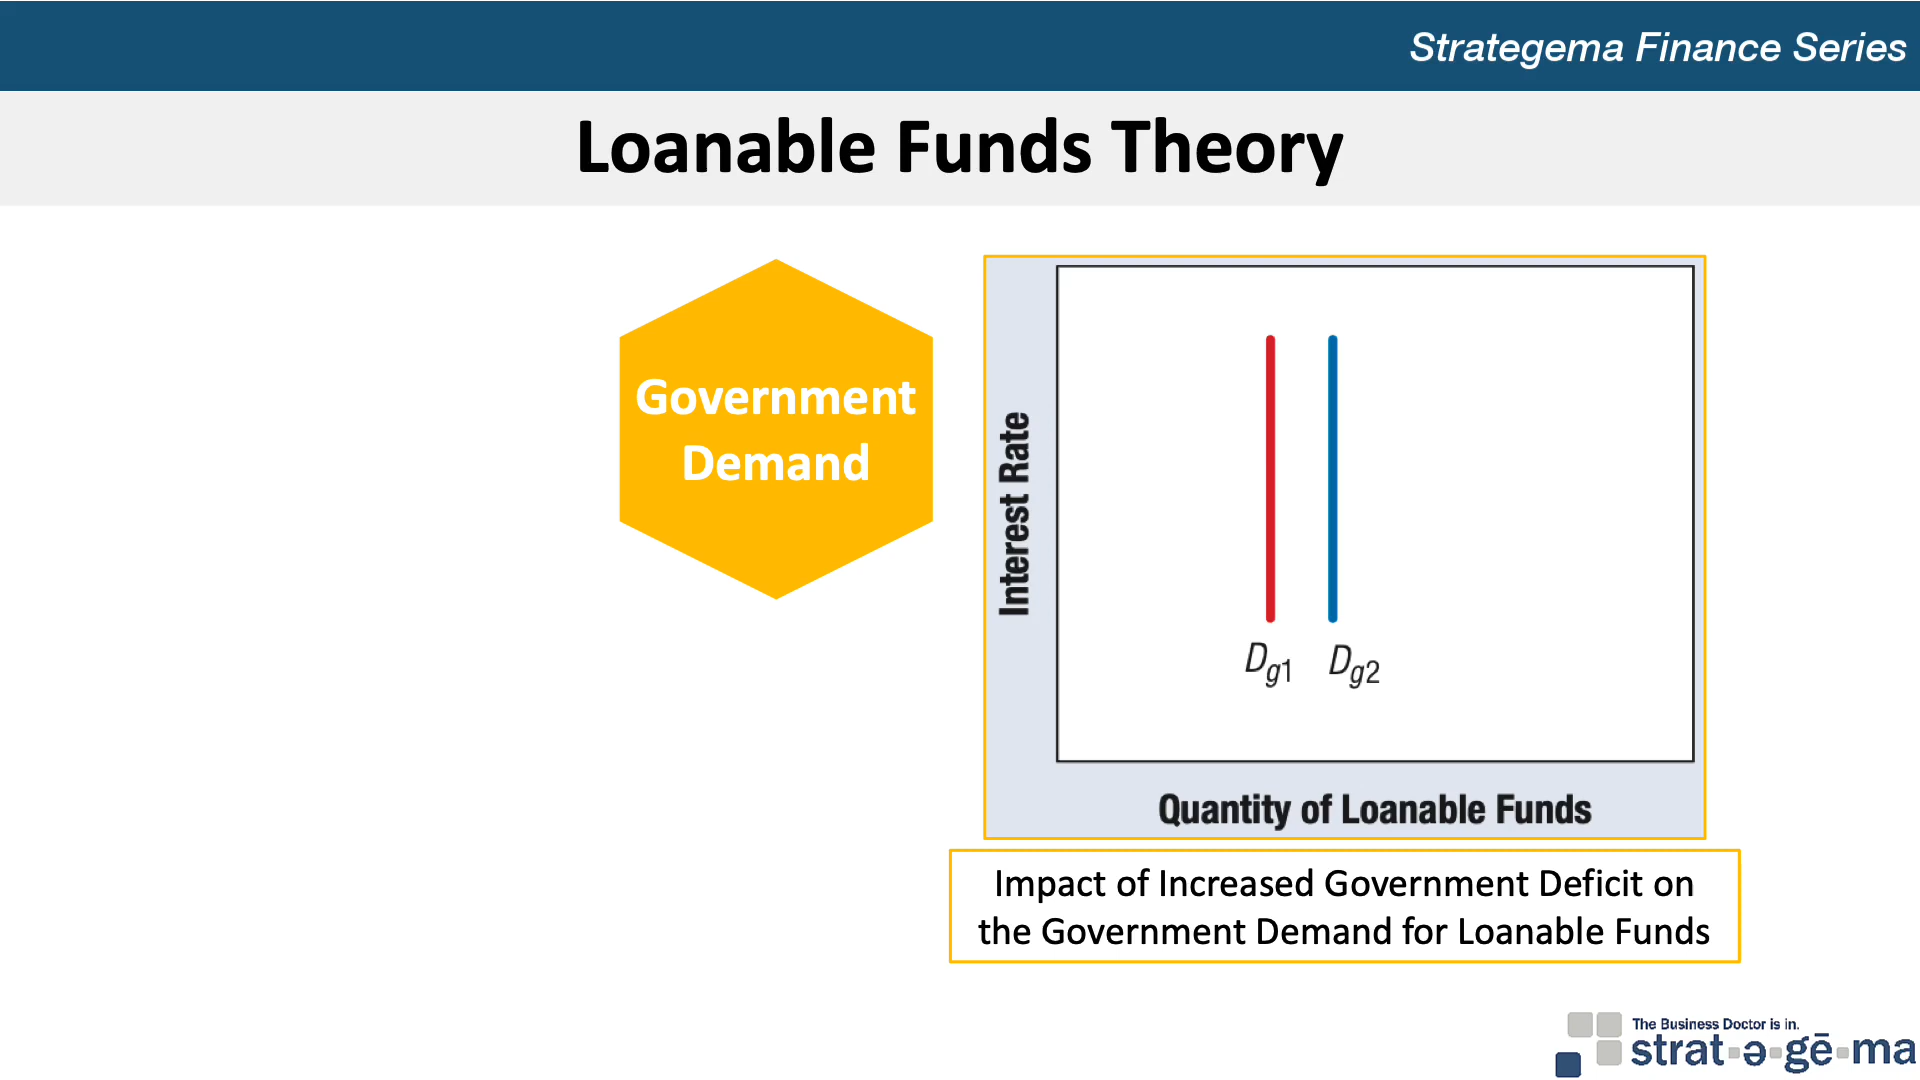 Strategema Finance Series
Loanable Funds Theory
Government
Demand
Interest Rate
Dg1 Dg2
Quantity of Loanable Funds
Impact of Increased Government Deficit on
the Government Demand for Loanable Funds
The Business Doctor is in.
strat-ə-gē-ma